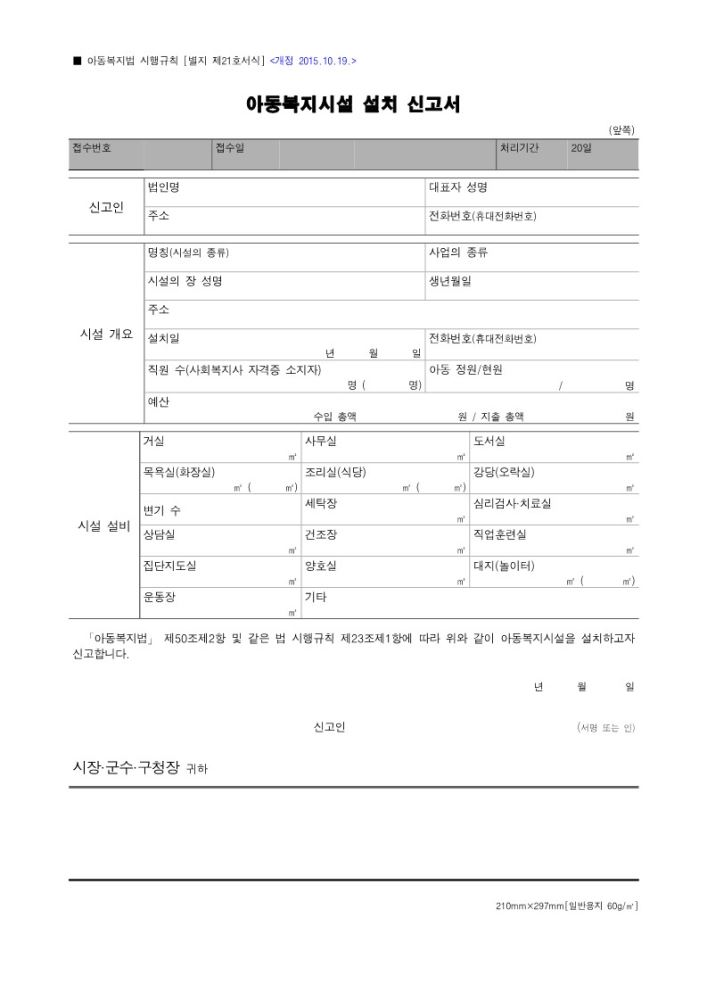 ■ 아동복지법 시행규칙 [별지 제21호서식] <개정 2015.10.19.>
아동복지시설 설치 신고서
(앞쪽)
접수번호 접수일 처리기간 20일
신고인
법인명 대표자 성명
주소 전화번호(휴대전화번호)
시설 개요
명칭(시설의 종류) 사업의 종류
시설의 장 성명 생년월일
주소
설치일 년 월 일 전화번호(휴대전화번호)
직원 수(사회복지사 자격증 소지자) 명 ( 명) 아동 정원/현원 / 명
예산
수입 총액 원 / 지출 총액 원
시설 설비
거실 ㎡ 사무실 ㎡ 도서실 ㎡
목욕실(화장실) ㎡ ( ㎡) 조리실(식당) ㎡ ( ㎡) 강당(오락실) ㎡
변기 수 세탁장 ㎡ 심리검사·치료실 ㎡
상담실 ㎡ 건조장 ㎡ 직업훈련실 ㎡
집단지도실 ㎡ 양호실 ㎡ 대지(놀이터) ㎡ ( ㎡)
운동장 ㎡ 기타
「아동복지법」 제50조제2항 및 같은 법 시행규칙 제23조제1항에 따라 위와 같이 아동복지시설을 설치하고자
신고합니다.
년 월 일
신고인 (서명 또는 인)
시장·군수·구청장 귀하
210mm×297mm[일반용지 60g/㎡]